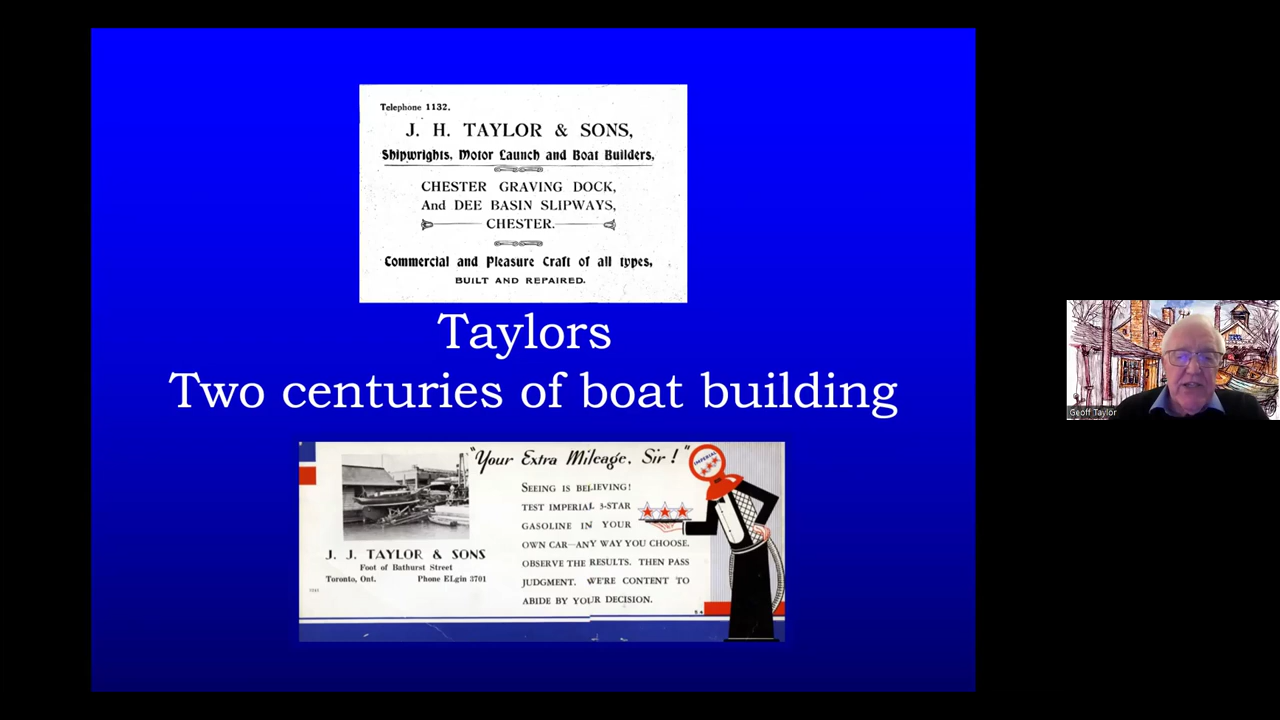 Telephone 1132.
J. H. TAYLOR & SONS,
Shipwrights, Motor Launch and Boat Builders,
CHESTER GRAVING DOCK,
And DEE BASIN SLIPWAYS,
CHESTER.
Commercial and Pleasure Craft of all types,
BUILT AND REPAIRED.
Taylors
Two centuries of boat building
"Your Extra Mileage, Sir!"
IMPERIAL
SEEING IS BELIEVING!
TEST IMPERIAL 3-STAR
GASOLINE IN YOUR
OWN CAR—ANY WAY YOU CHOOSE.
OBSERVE THE RESULTS. THEN PASS
JUDGMENT. WE'RE CONTENT TO
ABIDE BY YOUR DECISION.
J. J. TAYLOR & SONS
Foot of Bathurst Street
Toronto, Ont. Phone ELgin 3701
Geoff Taylor